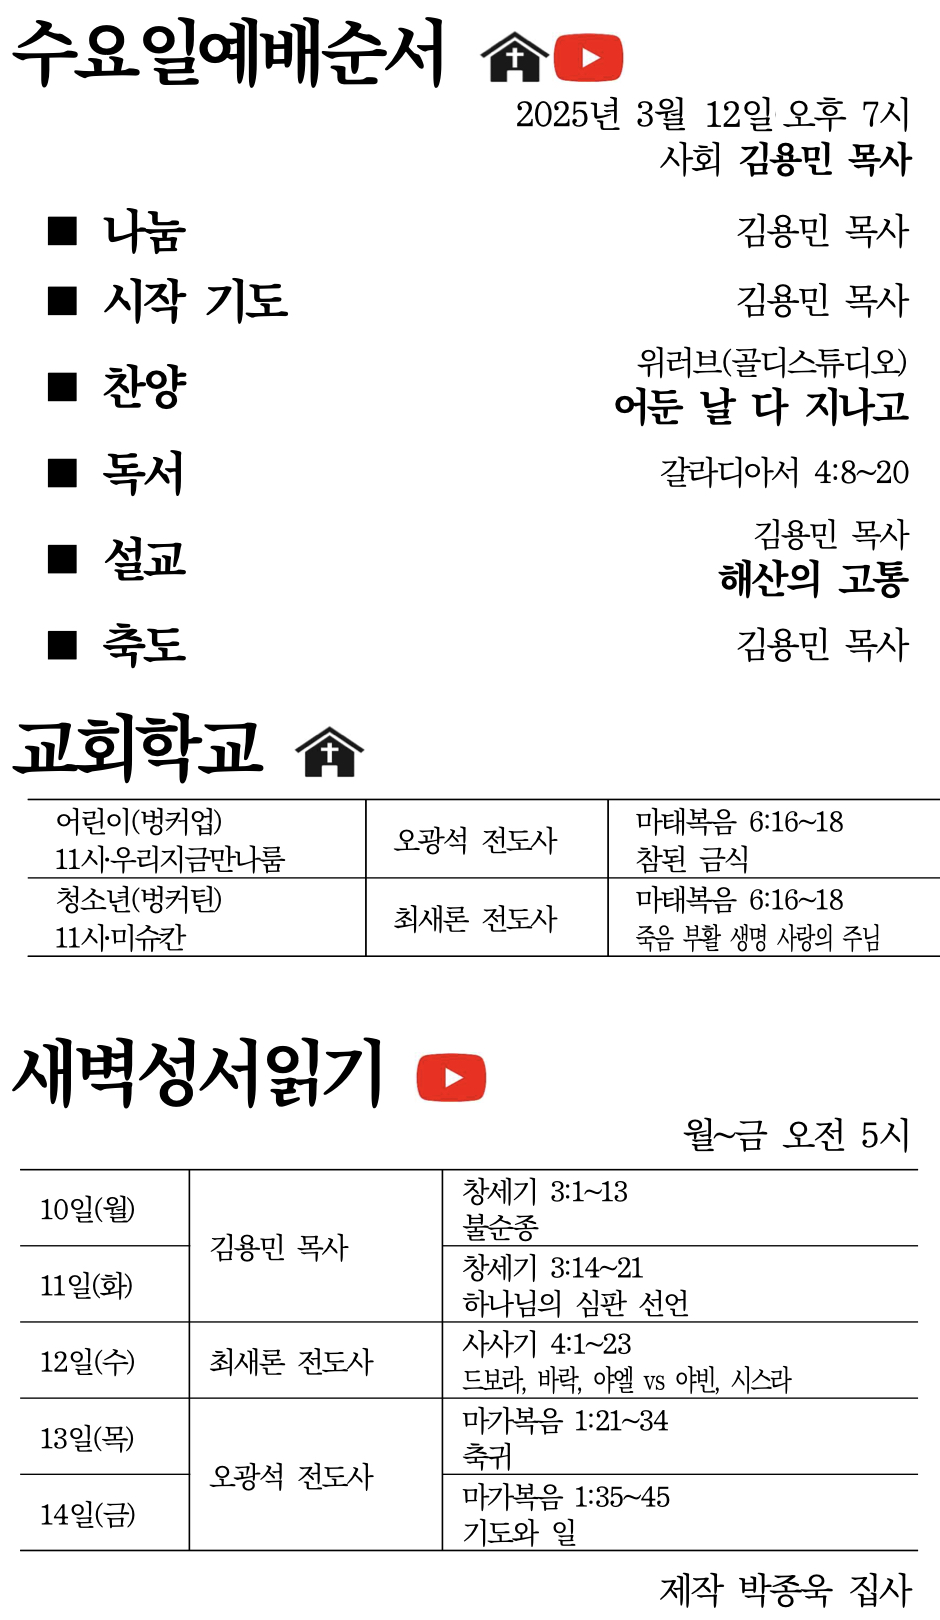 수요일예배순서
2025년 3월 12일 오후 7시
사회 김용민 목사
■ 나눔 김용민 목사
■ 시작 기도 김용민 목사
위러브(골디스튜디오)
■ 찬양 어둔 날 다 지나고
■ 독서 갈라디아서 4:8~20
김용민 목사
■ 설교 해산의 고통
■ 축도 김용민 목사
교회학교
어린이(벙커업)
11시·우리지금만나룸
오광석 전도사
마태복음 6:16~18
참된 금식
청소년(벙커틴)
11시·미슈칸
최새론 전도사
마태복음 6:16~18
죽음 부활 생명 사랑의 주님
새벽성서읽기
월~금 오전 5시
10일(월)
김용민 목사
창세기 3:1~13
불순종
11일(화)
창세기 3:14~21
하나님의 심판 선언
12일(수)
최새론 전도사
사사기 4:1~23
드보라, 바락, 야엘 vs 야빈, 시스라
13일(목)
오광석 전도사
마가복음 1:21~34
축귀
14일(금)
마가복음 1:35~45
기도와 일
제작 박종욱 집사